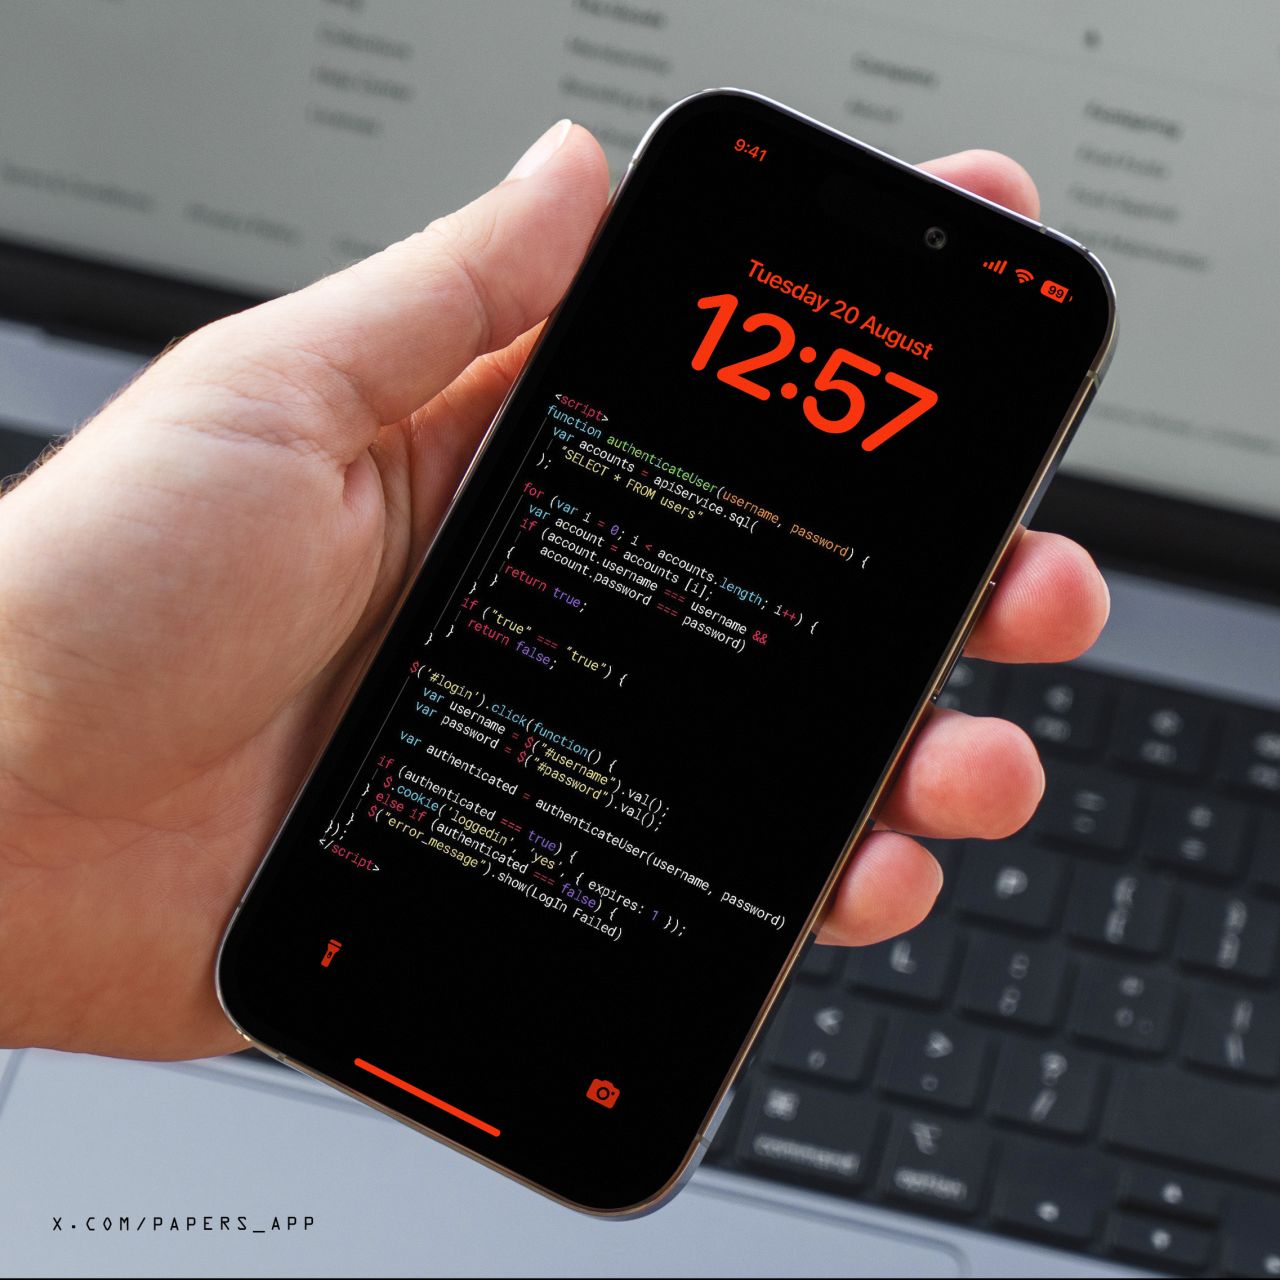 9:41
99
Tuesday 20 August
12:57
<script>
function authenticateUser(username, password) {
var accounts = apiService.sql(
"SELECT * FROM users"
);
for (var i = 0; i < accounts.length; i++) {
var account = accounts [i];
if (account.username === username &&
account.password === password)
{
return true;
}
}
if ("true" === "true") {
return false;
}
}
$('#login').click(function() {
var username = $("#username").val();
var password = $("#password").val();
var authenticated = authenticateUser(username, password)
if (authenticated === true) {
$.cookie('loggedin', 'yes', { expires: 1 });
} else if (authenticated === false) {
$("error_message").show(LogIn Failed)
}
});
</script>
P
L
<
>
?
/
⌘
command
option
X.COM/PAPERS_APP